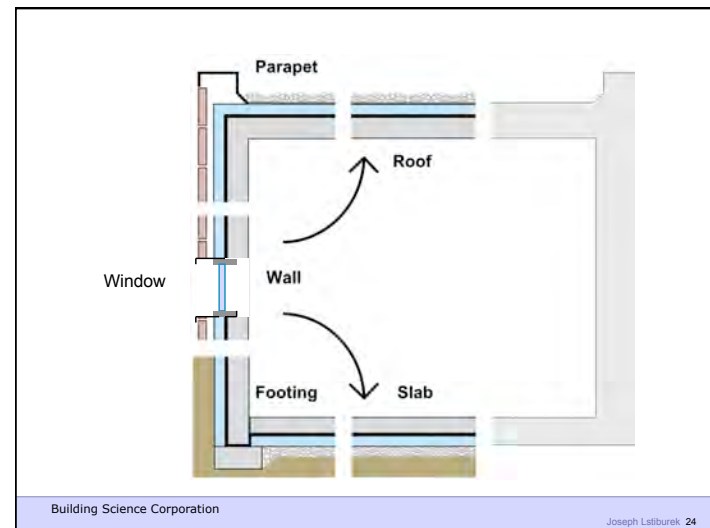 Parapet
Roof
Window
Wall
Footing
Slab
Building Science Corporation
Joseph Lstiburek 24